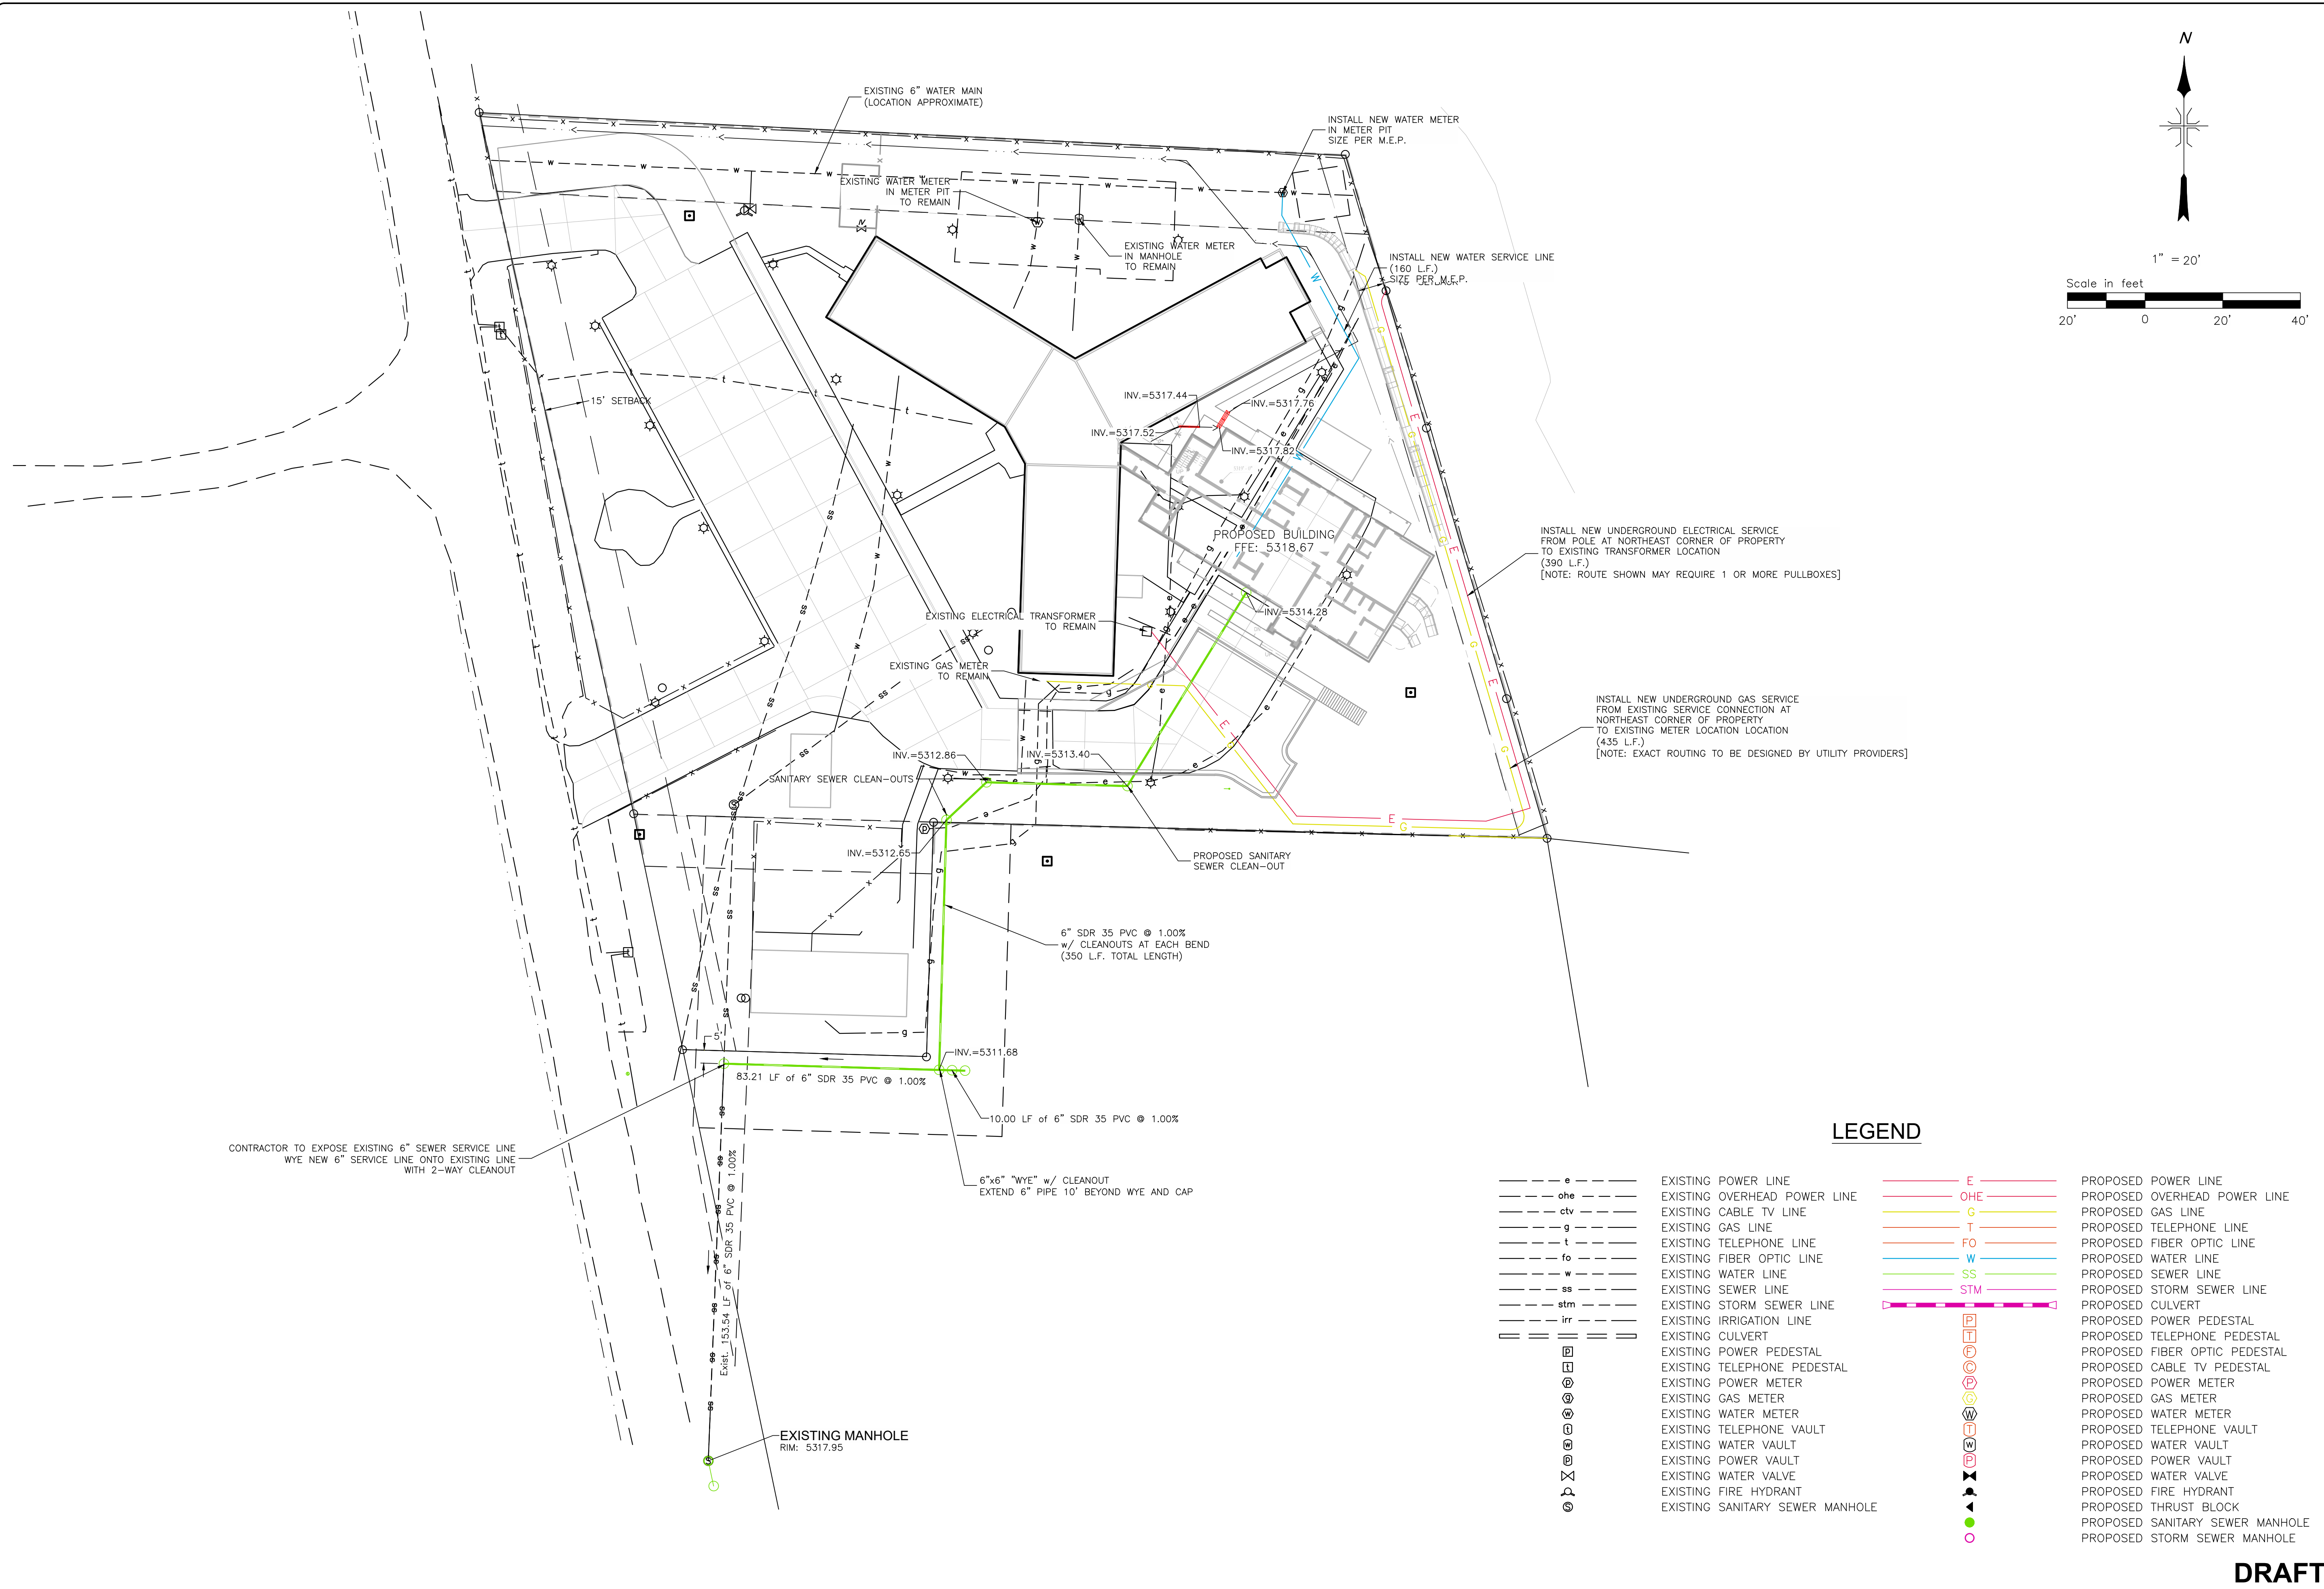 N
1" = 20'
Scale in feet
20'
0
20'
40'
EXISTING 6" WATER MAIN
(LOCATION APPROXIMATE)
INSTALL NEW WATER METER
IN METER PIT
SIZE PER M.E.P.
EXISTING WATER METER
IN METER PIT
TO REMAIN
EXISTING WATER METER
IN MANHOLE
TO REMAIN
INSTALL NEW WATER SERVICE LINE
(160 L.F.)
SIZE PER M.E.P.
15' SETBACK
INV.=5317.44
INV.=5317.76
INV.=5317.52
INV.=5317.82
PROPOSED BUILDING
FFE: 5318.67
INSTALL NEW UNDERGROUND ELECTRICAL SERVICE
FROM POLE AT NORTHEAST CORNER OF PROPERTY
TO EXISTING TRANSFORMER LOCATION
(390 L.F.)
[NOTE: ROUTE SHOWN MAY REQUIRE 1 OR MORE PULLBOXES]
INV.=5314.28
EXISTING ELECTRICAL TRANSFORMER
TO REMAIN
EXISTING GAS METER
TO REMAIN
INSTALL NEW UNDERGROUND GAS SERVICE
FROM EXISTING SERVICE CONNECTION AT
NORTHEAST CORNER OF PROPERTY
TO EXISTING METER LOCATION LOCATION
(435 L.F.)
[NOTE: EXACT ROUTING TO BE DESIGNED BY UTILITY PROVIDERS]
INV.=5312.86
INV.=5313.40
SANITARY SEWER CLEAN-OUTS
INV.=5312.65
PROPOSED SANITARY
SEWER CLEAN-OUT
6" SDR 35 PVC @ 1.00%
w/ CLEANOUTS AT EACH BEND
(350 L.F. TOTAL LENGTH)
5'
INV.=5311.68
83.21 LF of 6" SDR 35 PVC @ 1.00%
10.00 LF of 6" SDR 35 PVC @ 1.00%
CONTRACTOR TO EXPOSE EXISTING 6" SEWER SERVICE LINE
WYE NEW 6" SERVICE LINE ONTO EXISTING LINE
WITH 2-WAY CLEANOUT
6"x6" "WYE" w/ CLEANOUT
EXTEND 6" PIPE 10' BEYOND WYE AND CAP
Exist. 153.54 LF of 6" SDR 35 PVC @ 1.00%
EXISTING MANHOLE
RIM: 5317.95
LEGEND
e EXISTING POWER LINE
ohe EXISTING OVERHEAD POWER LINE
ctv EXISTING CABLE TV LINE
g EXISTING GAS LINE
t EXISTING TELEPHONE LINE
fo EXISTING FIBER OPTIC LINE
w EXISTING WATER LINE
ss EXISTING SEWER LINE
stm EXISTING STORM SEWER LINE
irr EXISTING IRRIGATION LINE
EXISTING CULVERT
p EXISTING POWER PEDESTAL
t EXISTING TELEPHONE PEDESTAL
p EXISTING POWER METER
g EXISTING GAS METER
w EXISTING WATER METER
t EXISTING TELEPHONE VAULT
w EXISTING WATER VAULT
p EXISTING POWER VAULT
EXISTING WATER VALVE
EXISTING FIRE HYDRANT
S EXISTING SANITARY SEWER MANHOLE
E PROPOSED POWER LINE
OHE PROPOSED OVERHEAD POWER LINE
G PROPOSED GAS LINE
T PROPOSED TELEPHONE LINE
FO PROPOSED FIBER OPTIC LINE
W PROPOSED WATER LINE
SS PROPOSED SEWER LINE
STM PROPOSED STORM SEWER LINE
PROPOSED CULVERT
P PROPOSED POWER PEDESTAL
T PROPOSED TELEPHONE PEDESTAL
F PROPOSED FIBER OPTIC PEDESTAL
C PROPOSED CABLE TV PEDESTAL
P PROPOSED POWER METER
G PROPOSED GAS METER
W PROPOSED WATER METER
T PROPOSED TELEPHONE VAULT
W PROPOSED WATER VAULT
P PROPOSED POWER VAULT
PROPOSED WATER VALVE
PROPOSED FIRE HYDRANT
PROPOSED THRUST BLOCK
PROPOSED SANITARY SEWER MANHOLE
PROPOSED STORM SEWER MANHOLE
DRAFT